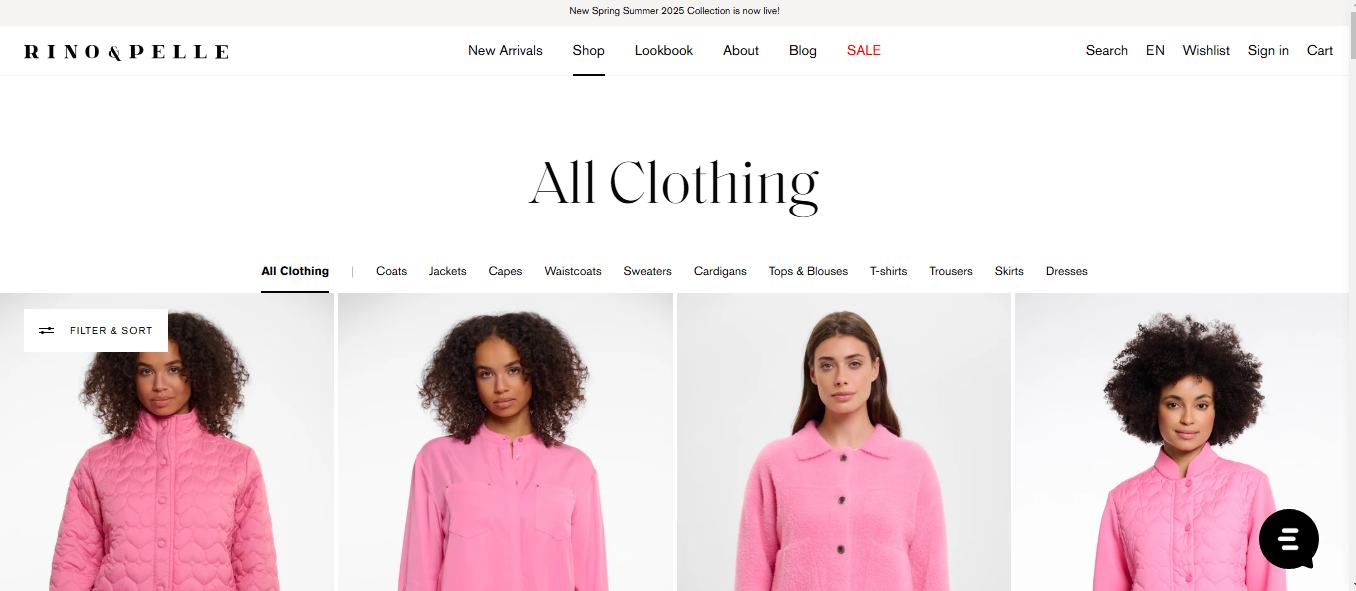 New Spring Summer 2025 Collection is now live!
RINO & PELLE New Arrivals Shop Lookbook About Blog SALE Search EN Wishlist Sign in Cart
All Clothing
All Clothing | Coats Jackets Capes Waistcoats Sweaters Cardigans Tops & Blouses T-shirts Trousers Skirts Dresses
FILTER & SORT